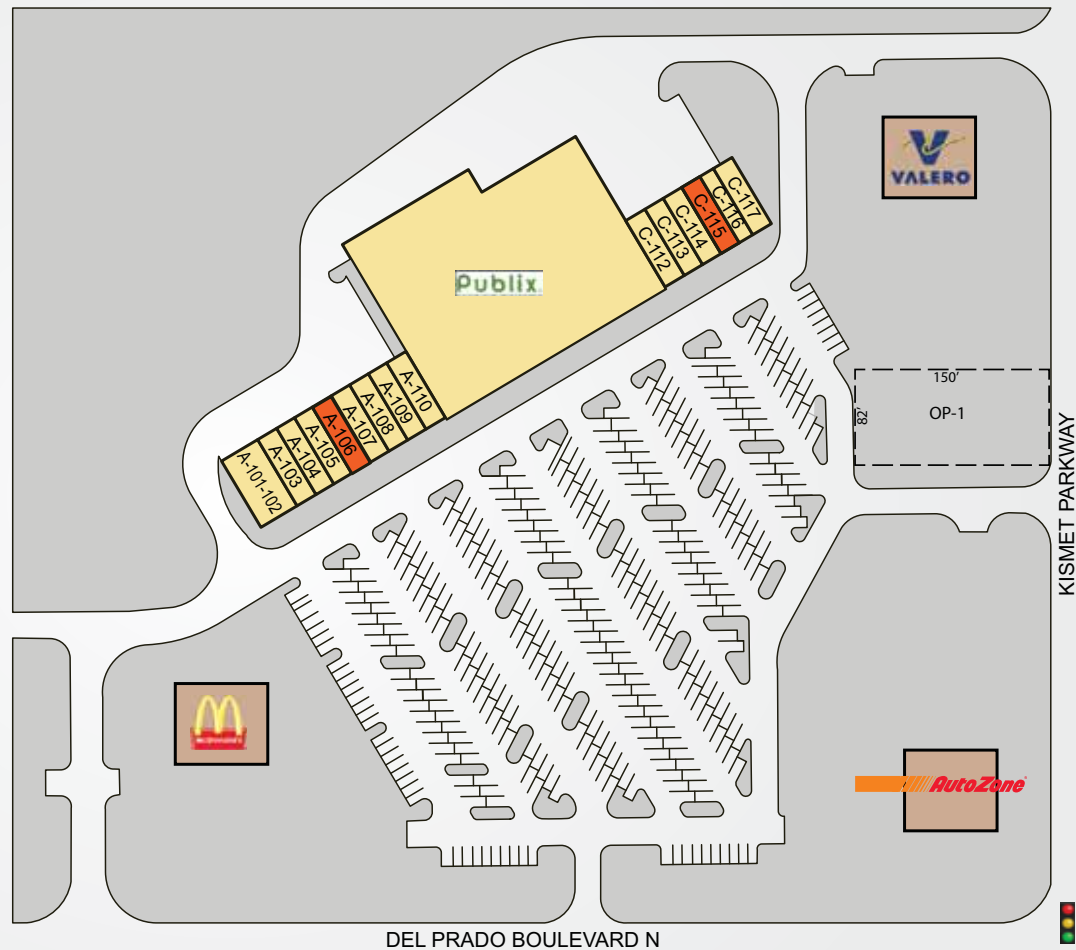 VALERO
C-117
C-116
C-115
C-114
C-113
C-112
Publix.
A-110
A-109
A-108
A-107
A-106
A-105
A-104
A-103
A-101-102
150'
82'
OP-1
KISMET PARKWAY
AutoZone
DEL PRADO BOULEVARD N